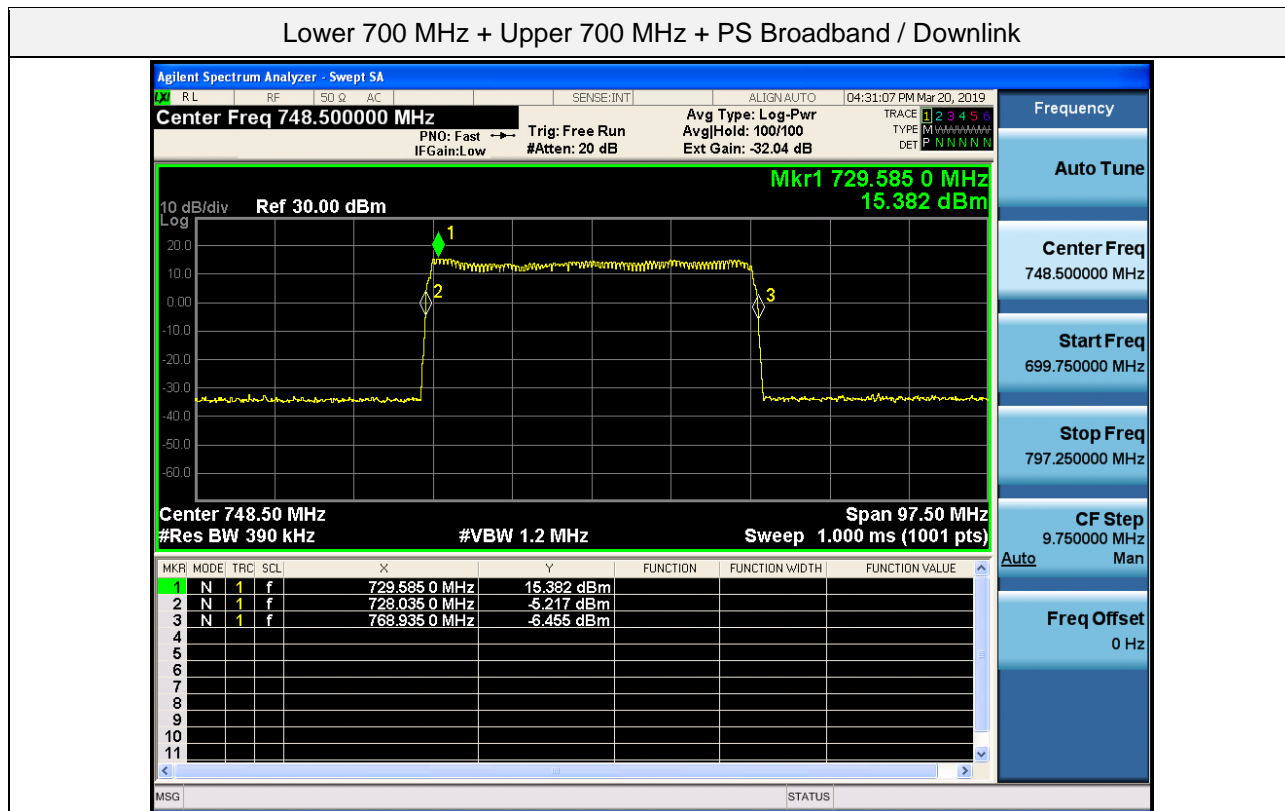 Lower 700 MHz + Upper 700 MHz + PS Broadband / Downlink
Agilent Spectrum Analyzer - Swept SA
LXI RL RF 50 Ω AC SENSE:INT ALIGN AUTO 04:31:07 PM Mar 20, 2019
Center Freq 748.500000 MHz
PNO: Fast
IFGain:Low
Trig: Free Run
#Atten: 20 dB
Avg Type: Log-Pwr
Avg|Hold: 100/100
Ext Gain: -32.04 dB
TRACE 1 2 3 4 5 6
TYPE M
DET P N N N N N
Mkr1 729.585 0 MHz
15.382 dBm
10 dB/div Ref 30.00 dBm
Log
20.0
10.0
0.00
-10.0
-20.0
-30.0
-40.0
-50.0
-60.0
1
2
3
Center 748.50 MHz Span 97.50 MHz
#Res BW 390 kHz #VBW 1.2 MHz Sweep 1.000 ms (1001 pts)
MKR MODE TRC SCL X Y FUNCTION FUNCTION WIDTH FUNCTION VALUE
1 N 1 f 729.585 0 MHz 15.382 dBm
2 N 1 f 728.035 0 MHz -5.217 dBm
3 N 1 f 768.935 0 MHz -6.455 dBm
4
5
6
7
8
9
10
11
MSG STATUS
Frequency
Auto Tune
Center Freq
748.500000 MHz
Start Freq
699.750000 MHz
Stop Freq
797.250000 MHz
CF Step
9.750000 MHz
Auto Man
Freq Offset
0 Hz